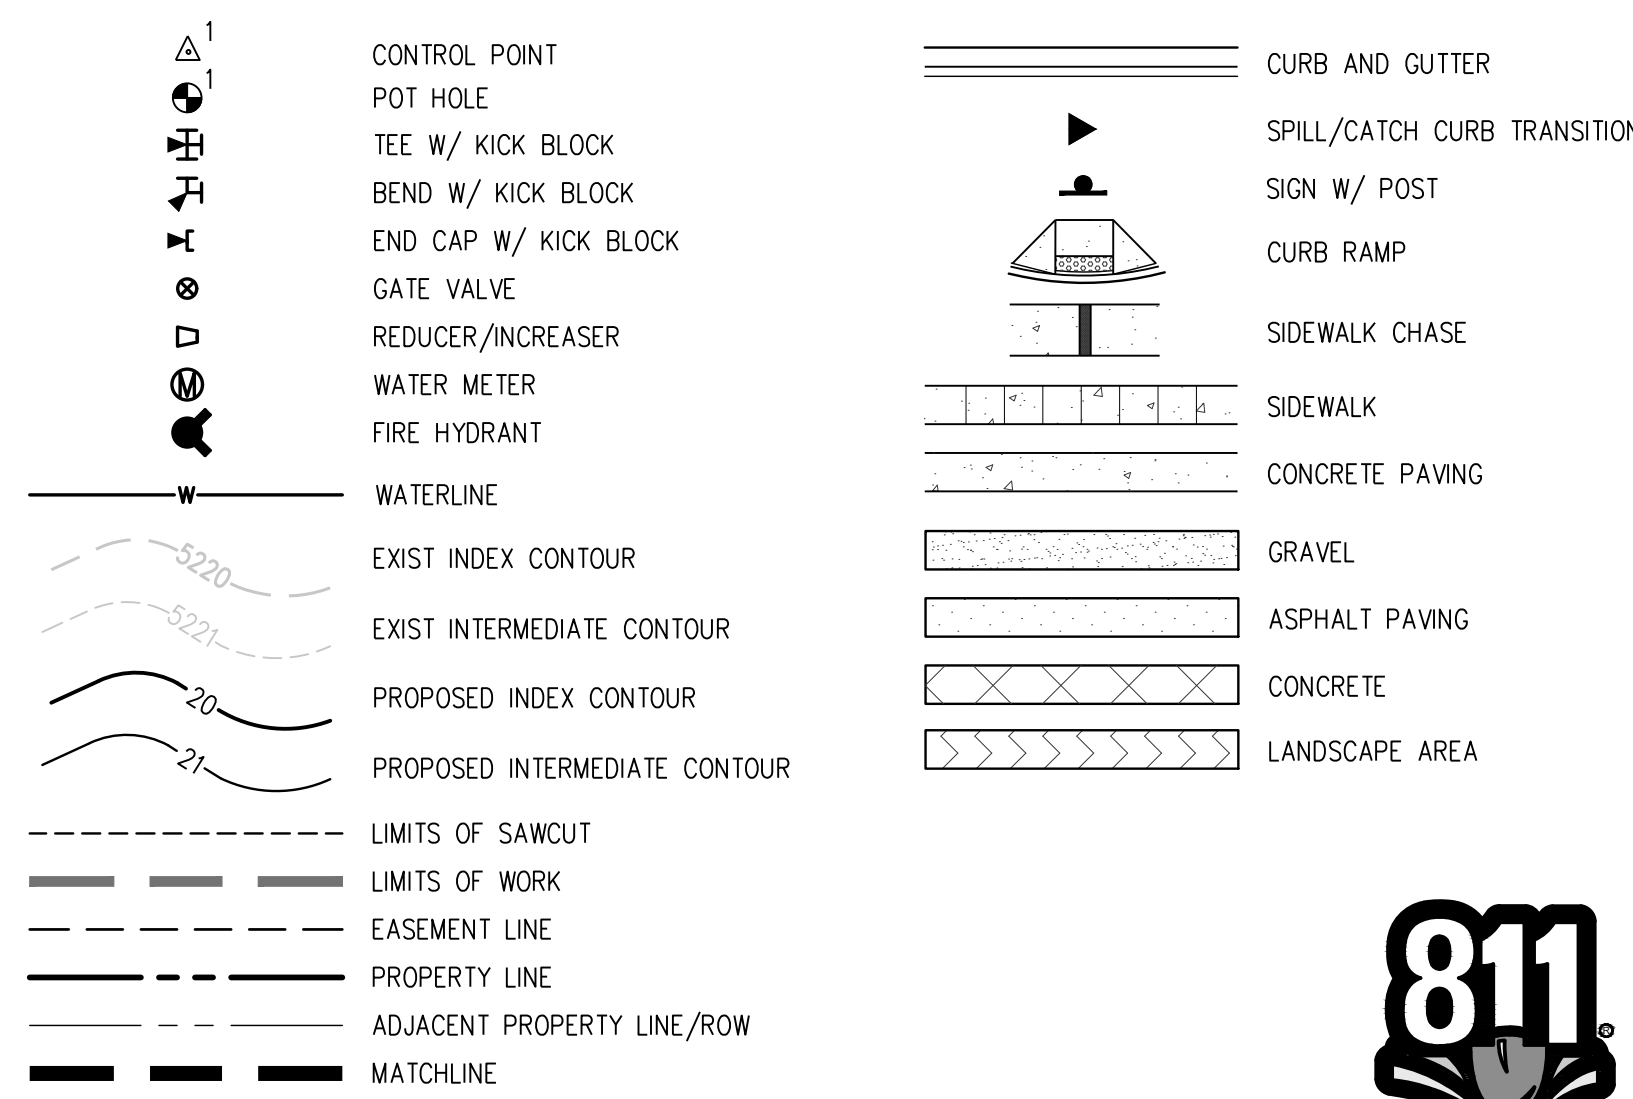 1
CONTROL POINT
1
POT HOLE
TEE W/ KICK BLOCK
BEND W/ KICK BLOCK
END CAP W/ KICK BLOCK
GATE VALVE
REDUCER/INCREASER
M
WATER METER
FIRE HYDRANT
W
WATERLINE
5220
EXIST INDEX CONTOUR
5221
EXIST INTERMEDIATE CONTOUR
20
PROPOSED INDEX CONTOUR
21
PROPOSED INTERMEDIATE CONTOUR
LIMITS OF SAWCUT
LIMITS OF WORK
EASEMENT LINE
PROPERTY LINE
ADJACENT PROPERTY LINE/ROW
MATCHLINE
CURB AND GUTTER
SPILL/CATCH CURB TRANSITION
SIGN W/ POST
CURB RAMP
SIDEWALK CHASE
SIDEWALK
CONCRETE PAVING
GRAVEL
ASPHALT PAVING
CONCRETE
LANDSCAPE AREA
811
®